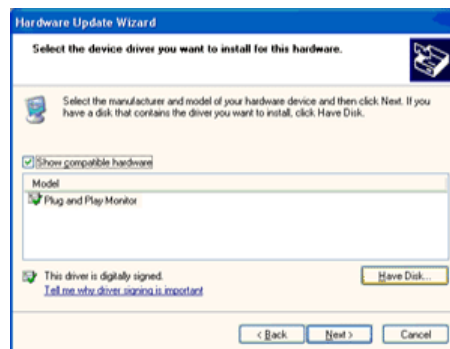 Hardware Update Wizard
Select the device driver you want to install for this hardware.
Select the manufacturer and model of your hardware device and then click Next. If you
have a disk that contains the driver you want to install, click Have Disk.
Show compatible hardware
Model
Plug and Play Monitor
This driver is digitally signed.
Have Disk...
Tell me why driver signing is important
< Back
Next >
Cancel